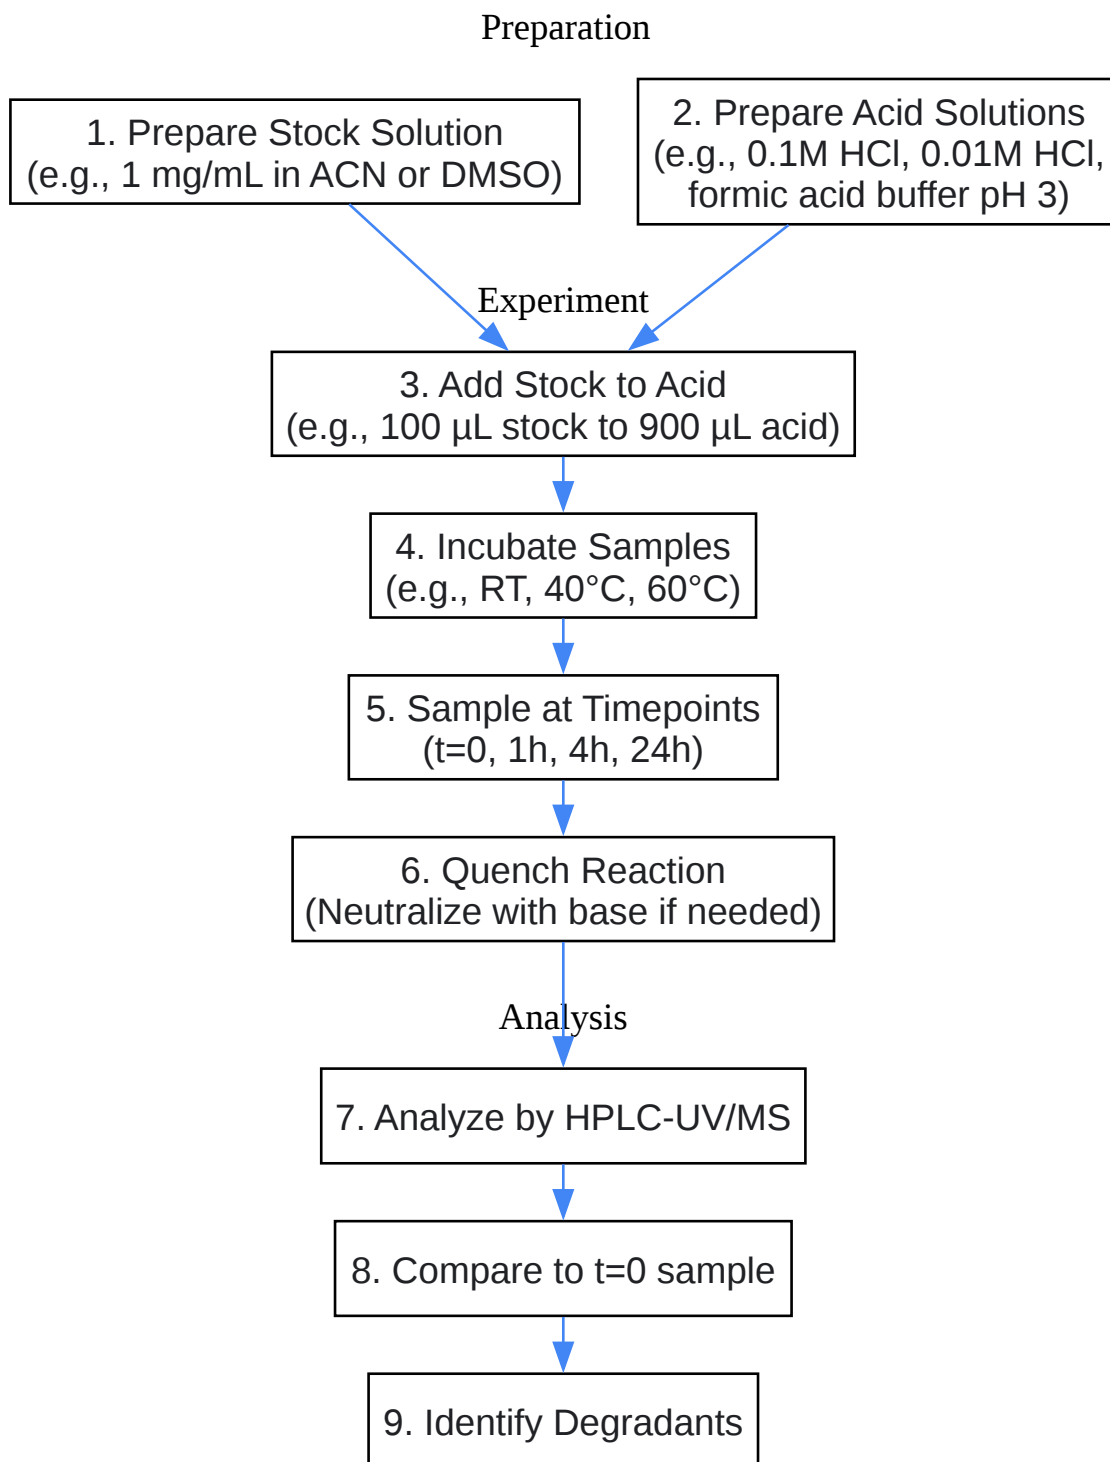 Preparation
1. Prepare Stock Solution
(e.g., 1 mg/mL in ACN or DMSO)
2. Prepare Acid Solutions
(e.g., 0.1M HCl, 0.01M HCl,
formic acid buffer pH 3)
Experiment
3. Add Stock to Acid
(e.g., 100 µL stock to 900 µL acid)
4. Incubate Samples
(e.g., RT, 40°C, 60°C)
5. Sample at Timepoints
(t=0, 1h, 4h, 24h)
6. Quench Reaction
(Neutralize with base if needed)
Analysis
7. Analyze by HPLC-UV/MS
8. Compare to t=0 sample
9. Identify Degradants